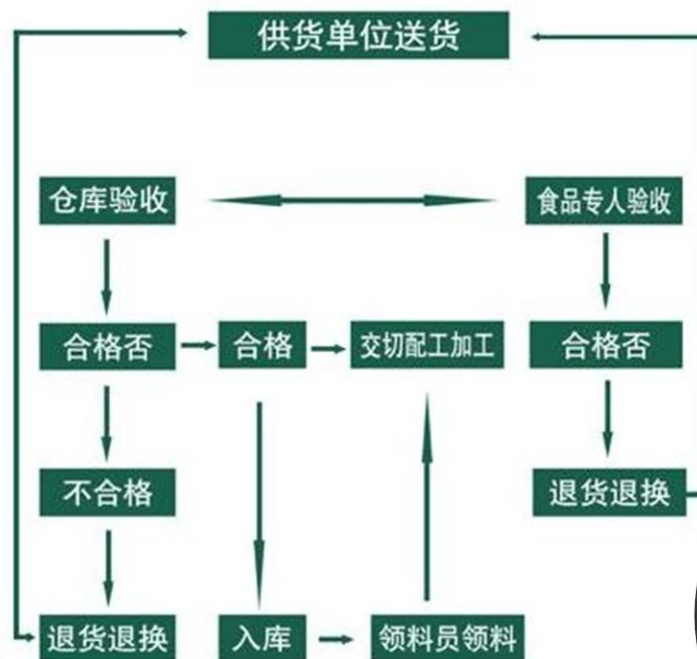 供货单位送货
仓库验收
食品专人验收
合格否
合格
交切配工加工
合格否
不合格
退货退换
退货退换
入库
领料员领料